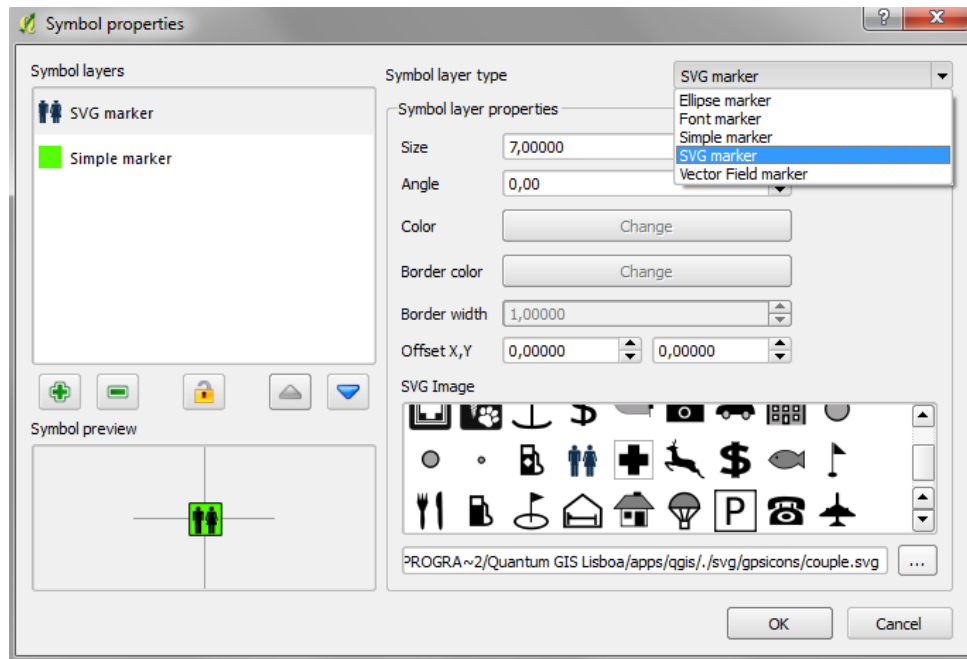 Symbol properties
Symbol layers
SVG marker
Simple marker
Symbol preview
Symbol layer type
SVG marker
Ellipse marker
Font marker
Simple marker
SVG marker
Vector Field marker
Symbol layer properties
Size 7,00000
Angle 0,00
Color Change
Border color Change
Border width 1,00000
Offset X,Y 0,00000 0,00000
SVG Image
PROGRA~2/Quantum GIS Lisboa/apps/qgis/./svg/gpsicons/couple.svg ...
OK Cancel